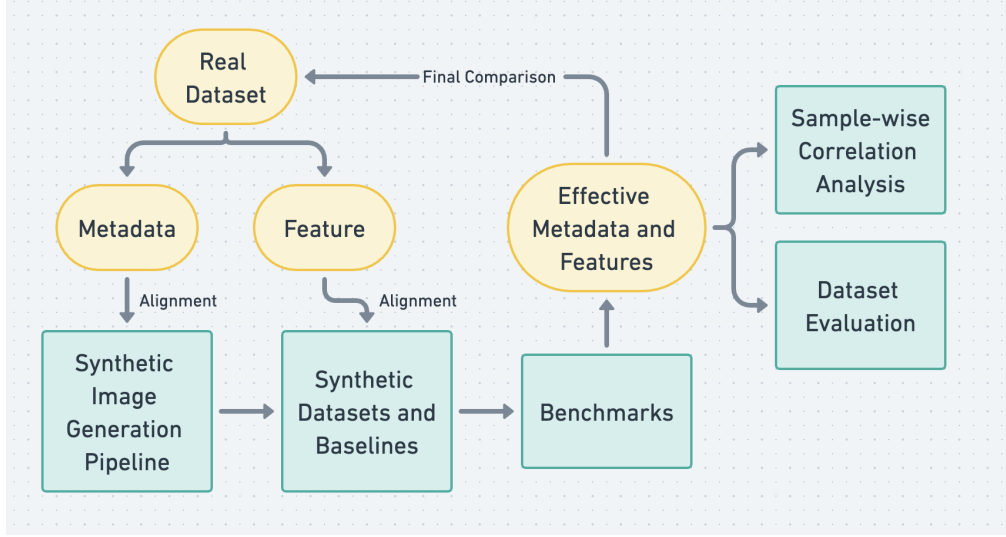 Real
Dataset
Final Comparison
Sample-wise
Correlation
Analysis
Metadata
Feature
Effective
Metadata and
Features
Alignment
Alignment
Dataset
Evaluation
Synthetic
Image
Generation
Pipeline
Synthetic
Datasets and
Baselines
Benchmarks